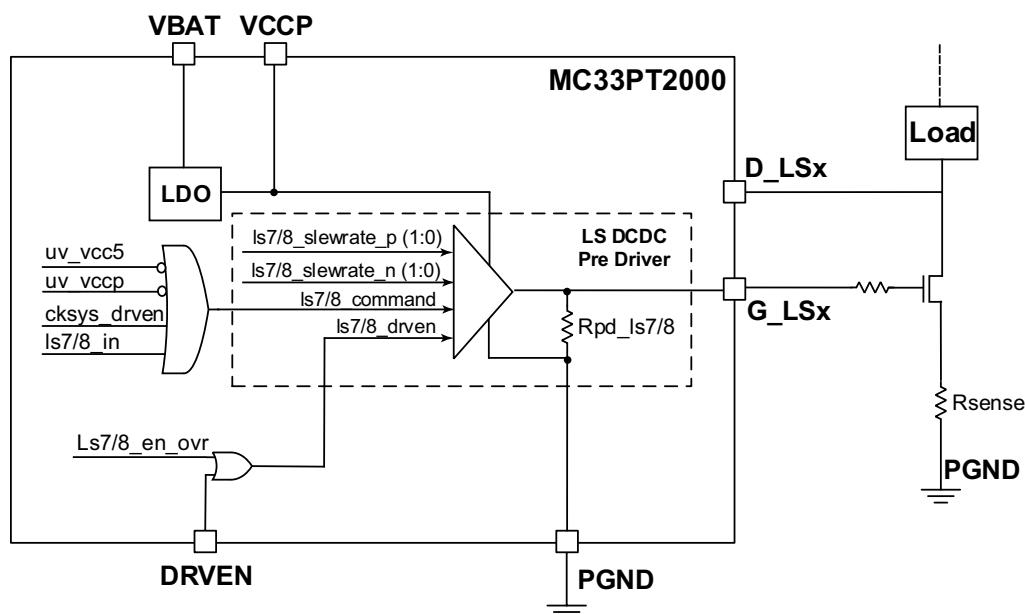 VBAT VCCP
MC33PT2000
Load
D_LSx
LDO
ls7/8_slewrate_p (1:0)
LS DCDC
Pre Driver
uv_vcc5
ls7/8_slewrate_n (1:0)
uv_vccp
ls7/8_command
G_LSx
cksys_drven
ls7/8_drven
Rpd_ls7/8
ls7/8_in
Rsense
Ls7/8_en_ovr
PGND
DRVEN
PGND